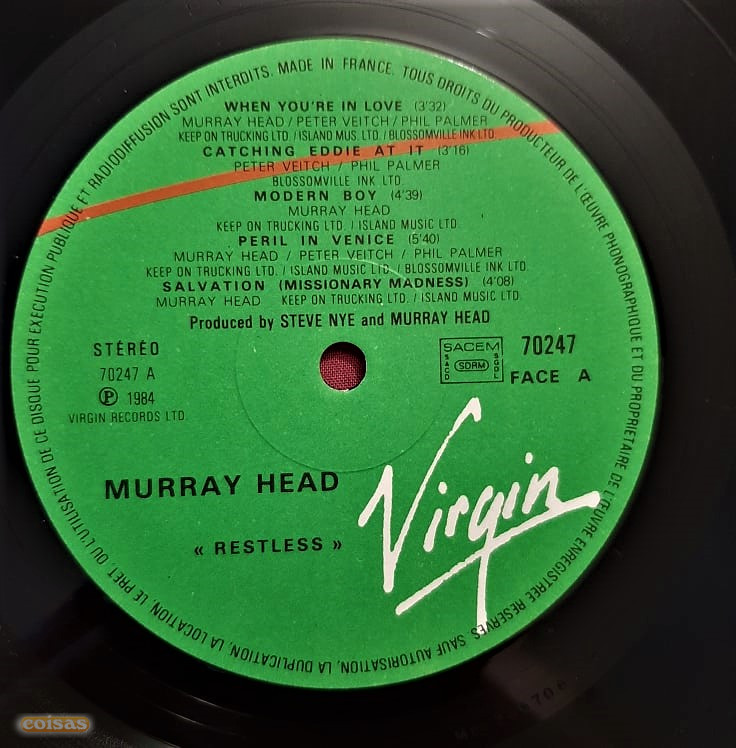 MADE IN FRANCE. TOUS DROITS DU PRODUCTEUR DE L'ŒUVRE PHONOGRAPHIQUE ET DU PROPRIETAIRE DE L'ŒUVRE ENREGISTREE RESERVES. SAUF AUTORISATION, LA DUPLICATION, LA LOCATION, LE PRET, OU L'UTILISATION DE CE DISQUE POUR EXECUTION PUBLIQUE ET RADIODIFFUSION SONT INTERDITS.
WHEN YOU'RE IN LOVE (3'32)
MURRAY HEAD / PETER VEITCH / PHIL PALMER
KEEP ON TRUCKING LTD. / ISLAND MUS. LTD. / BLOSSOMVILLE INK LTD.
CATCHING EDDIE AT IT (3'16)
PETER VEITCH / PHIL PALMER
BLOSSOMVILLE INK LTD.
MODERN BOY (4'39)
MURRAY HEAD
KEEP ON TRUCKING LTD. / ISLAND MUSIC LTD.
PERIL IN VENICE (5'40)
MURRAY HEAD / PETER VEITCH / PHIL PALMER
KEEP ON TRUCKING LTD. / ISLAND MUSIC LTD. BLOSSOMVILLE INK LTD.
SALVATION (MISSIONARY MADNESS) (4'08)
MURRAY HEAD KEEP ON TRUCKING LTD. / ISLAND MUSIC LTD.
Produced by STEVE NYE and MURRAY HEAD
STÉRÉO
70247 A
Ⓟ 1984
VIRGIN RECORDS LTD.
SACEM
SACD
SDRM
SGDL
70247
FACE A
MURRAY HEAD
« RESTLESS »
Virgin
coisas